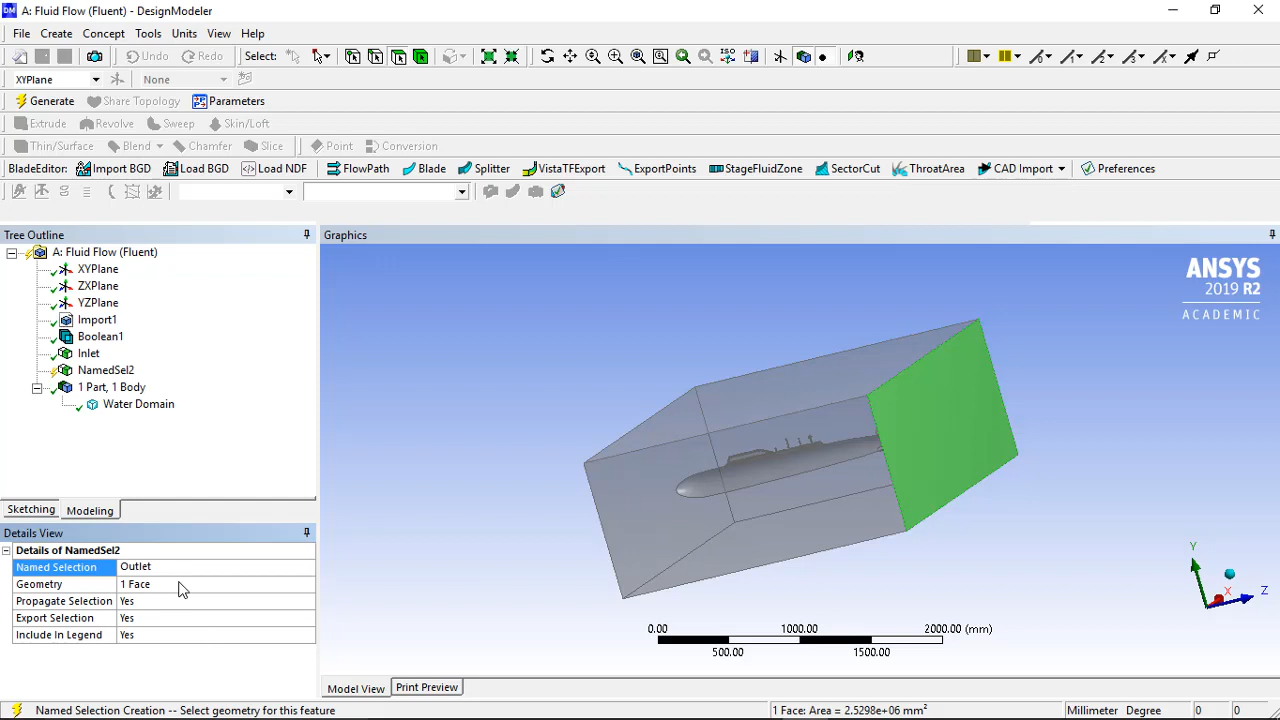 A: Fluid Flow (Fluent) - DesignModeler
File Create Concept Tools Units View Help
Undo Redo Select: ISO
XYPlane None
Generate Share Topology Parameters
Extrude Revolve Sweep Skin/Loft
Thin/Surface Blend Chamfer Slice Point Conversion
BladeEditor: Import BGD Load BGD Load NDF FlowPath Blade Splitter VistaTFExport ExportPoints StageFluidZone SectorCut ThroatArea CAD Import Preferences
Tree Outline
A: Fluid Flow (Fluent)
XYPlane
ZXPlane
YZPlane
Import1
Boolean1
Inlet
NamedSel2
1 Part, 1 Body
Water Domain
Sketching Modeling
Details View
Details of NamedSel2
Named Selection Outlet
Geometry 1 Face
Propagate Selection Yes
Export Selection Yes
Include In Legend Yes
Graphics
ANSYS
2019 R2
ACADEMIC
Y
X
Z
0.00 1000.00 2000.00 (mm)
500.00 1500.00
Model View Print Preview
Named Selection Creation -- Select geometry for this feature 1 Face: Area = 2.5298e+06 mm² Millimeter Degree 0 0